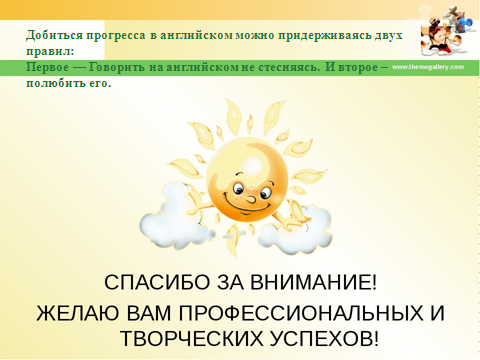 Добиться прогресса в английском можно придерживаясь двух
правил:
Первое — Говорить на английском не стесняясь. И второе –
полюбить его.
www.themegallery.com
СПАСИБО ЗА ВНИМАНИЕ!
ЖЕЛАЮ ВАМ ПРОФЕССИОНАЛЬНЫХ И
ТВОРЧЕСКИХ УСПЕХОВ!